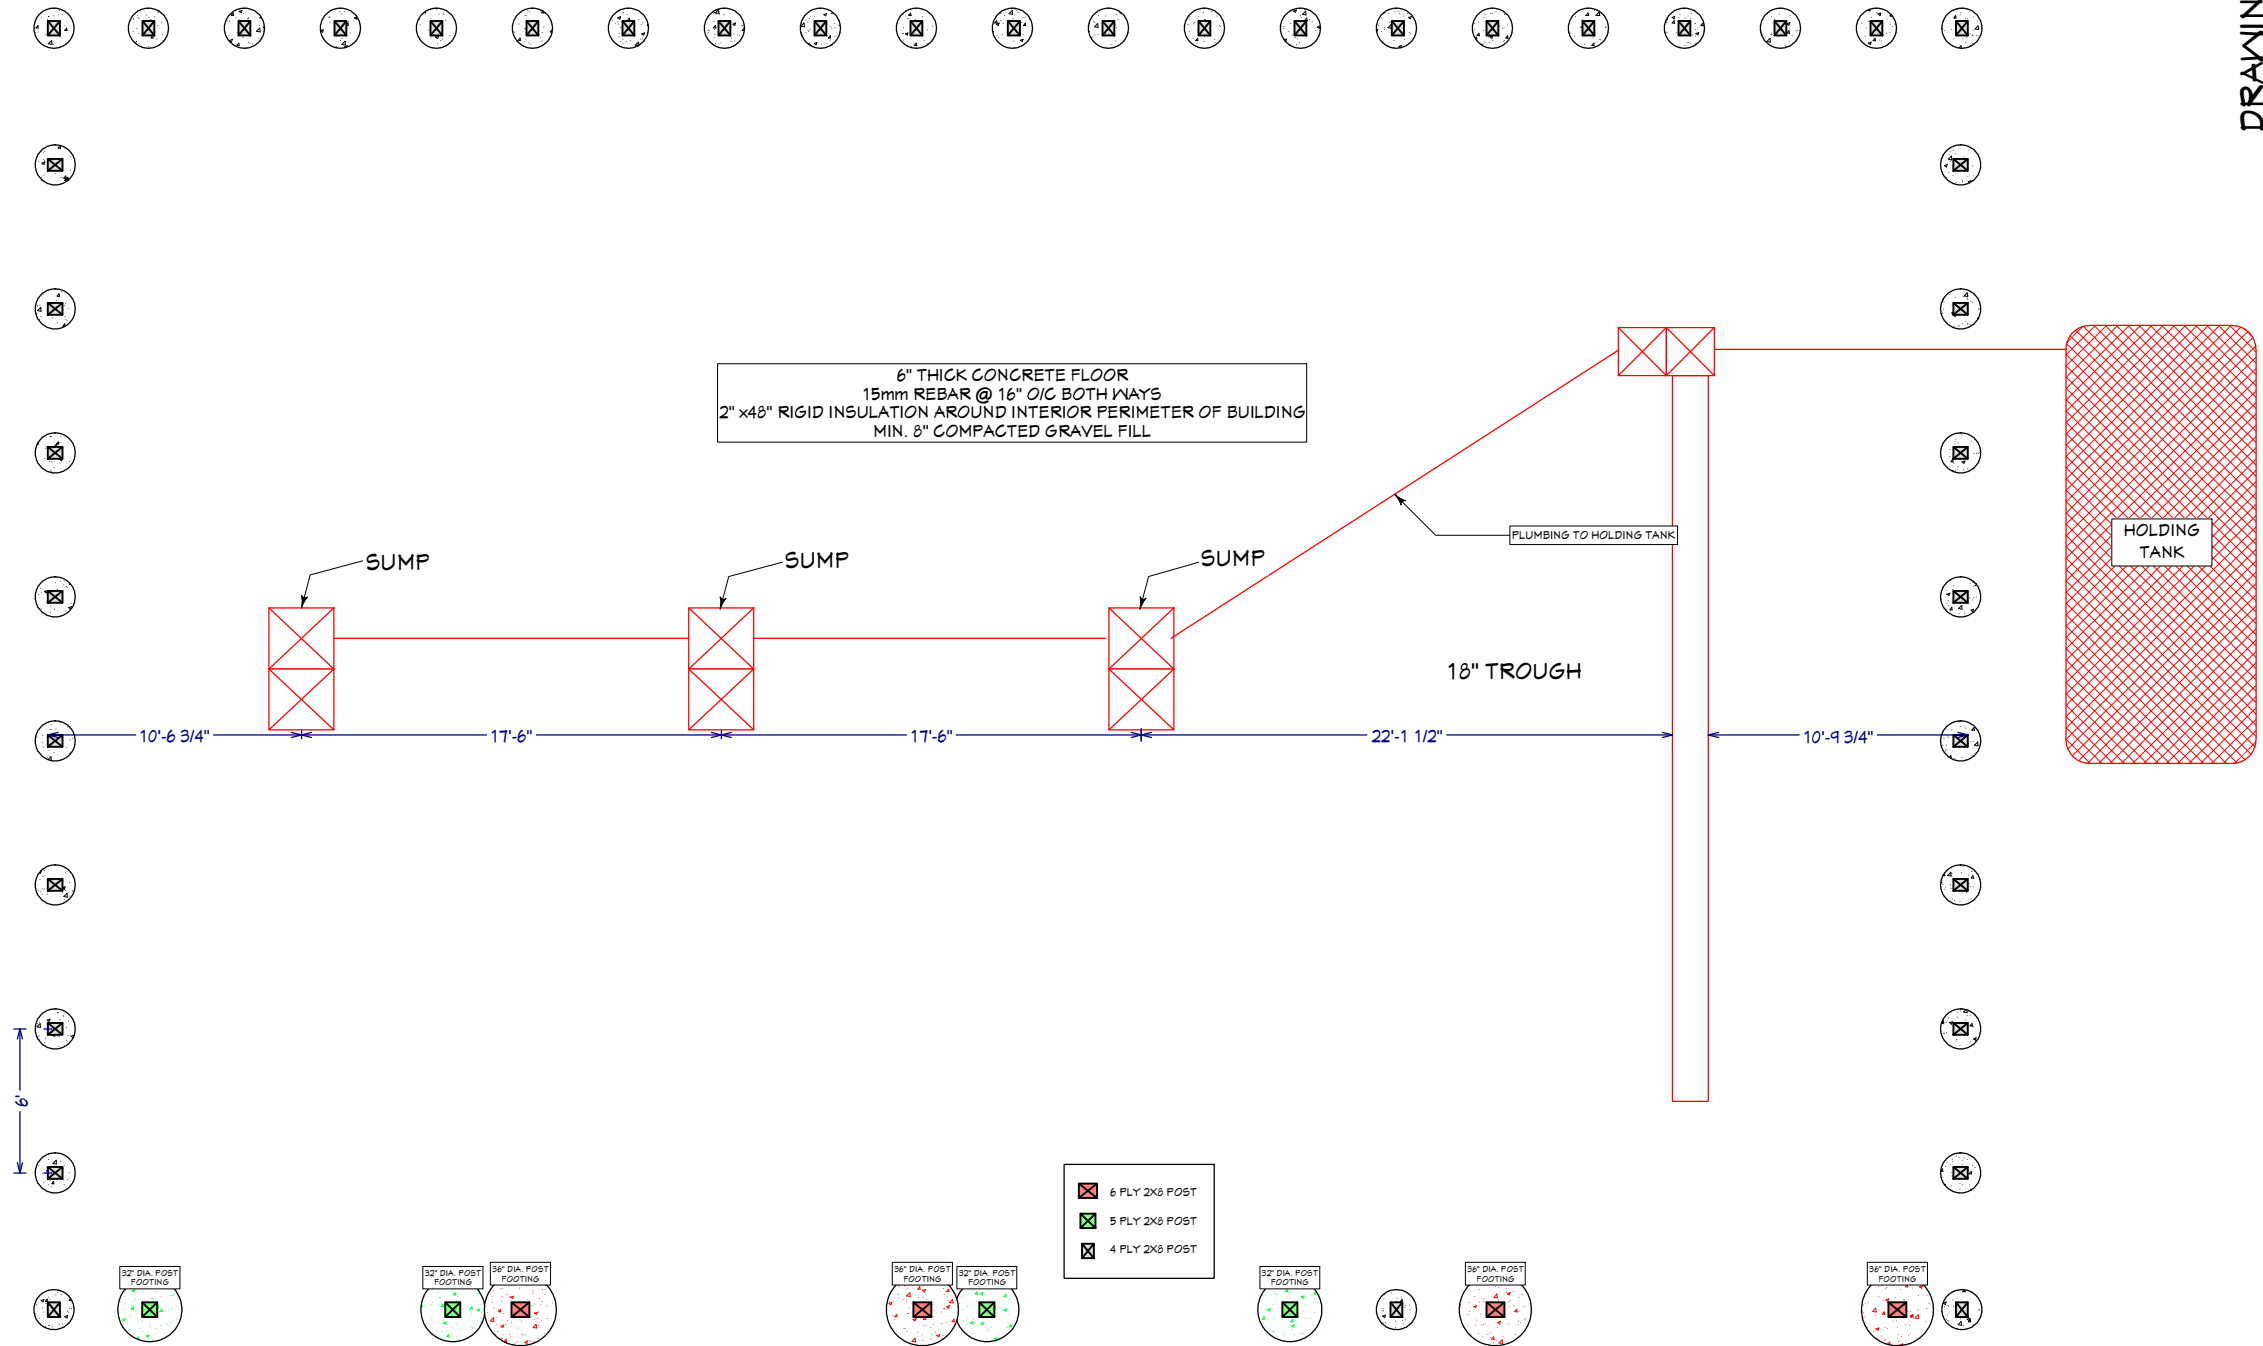 DRAWIN
6" THICK CONCRETE FLOOR
15mm REBAR @ 16" O/C BOTH WAYS
2" x48" RIGID INSULATION AROUND INTERIOR PERIMETER OF BUILDING
MIN. 8" COMPACTED GRAVEL FILL
PLUMBING TO HOLDING TANK
HOLDING
TANK
SUMP
SUMP
SUMP
18" TROUGH
10'-6 3/4"
17'-6"
17'-6"
22'-1 1/2"
10'-9 3/4"
6'
6 PLY 2X8 POST
5 PLY 2X8 POST
4 PLY 2X8 POST
32" DIA. POST
FOOTING
32" DIA. POST
FOOTING
36" DIA. POST
FOOTING
36" DIA. POST
FOOTING
32" DIA. POST
FOOTING
32" DIA. POST
FOOTING
36" DIA. POST
FOOTING
36" DIA. POST
FOOTING